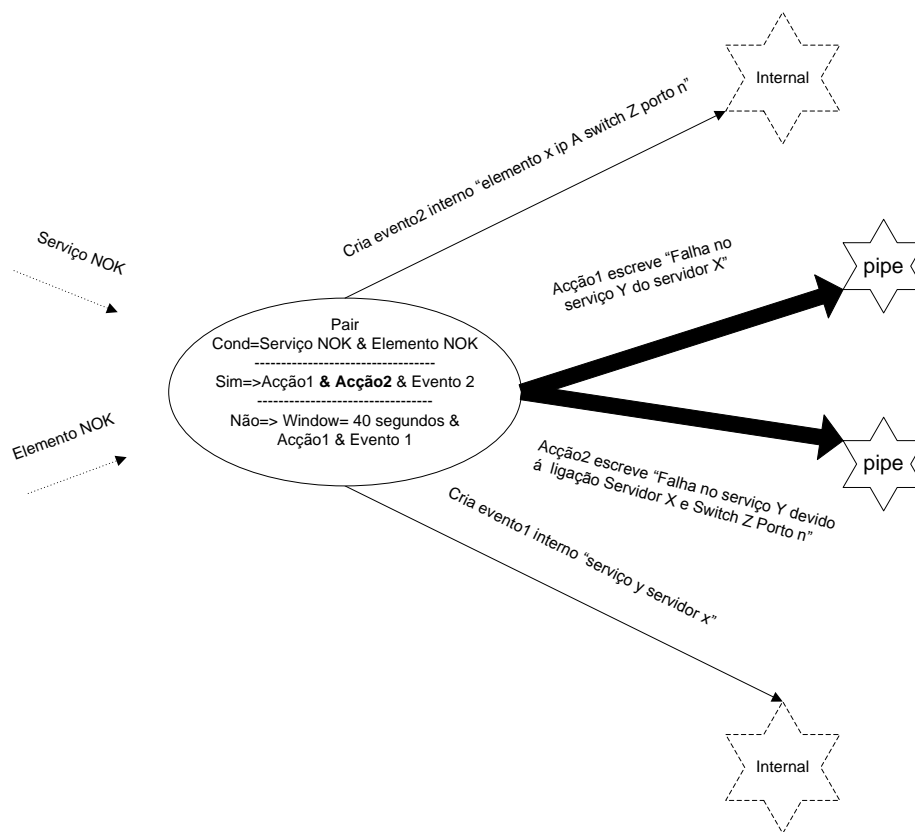 Internal
Cria evento2 interno “elemento x ip A switch Z porto n”
Serviço NOK
Acção1 escreve “Falha no
serviço Y do servidor X”
pipe
Pair
Cond=Serviço NOK & Elemento NOK
-----------------------------------
Sim=>Acção1 & Acção2 & Evento 2
---------------------------------
Não=> Window= 40 segundos &
Acção1 & Evento 1
Elemento NOK
Acção2 escreve “Falha no serviço Y devido
á ligação Servidor X e Switch Z Porto n”
pipe
Cria evento1 interno “serviço y servidor x”
Internal